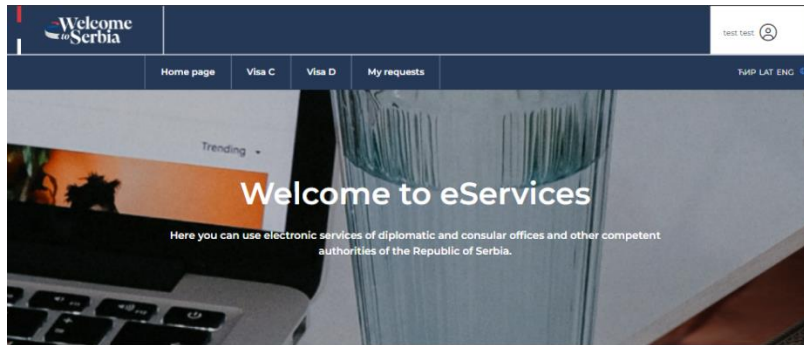 Welcome
to Serbia
test test
Home page Visa C Visa D My requests
ЋИР LAT ENG
Trending
Welcome to eServices
Here you can use electronic services of diplomatic and consular offices and other competent
authorities of the Republic of Serbia.